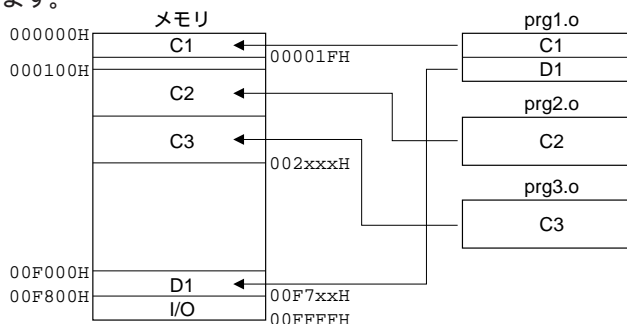 ます。
メモリ
000000H
C1
00001FH
000100H
C2
C3
002xxxH
00F000H
D1
00F7xxH
00F800H
I/O
00FFFFH
prg1.o
C1
D1
prg2.o
C2
prg3.o
C3